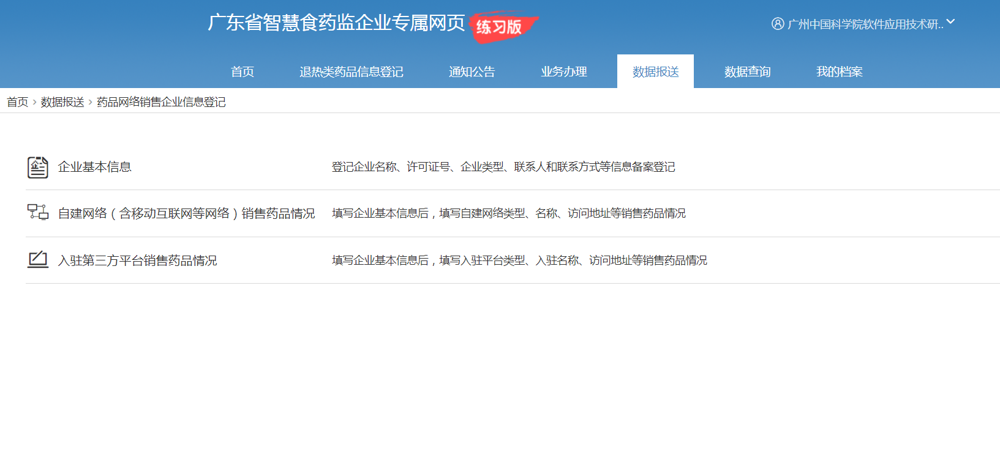 广东省智慧食药监企业专属网页 练习版
广州中国科学院软件应用技术研..
首页 退热类药品信息登记 通知公告 业务办理 数据报送 数据查询 我的档案
首页 › 数据报送 › 药品网络销售企业信息登记
企业基本信息 登记企业名称、许可证号、企业类型、联系人和联系方式等信息备案登记
自建网络（含移动互联网等网络）销售药品情况 填写企业基本信息后，填写自建网络类型、名称、访问地址等销售药品情况
入驻第三方平台销售药品情况 填写企业基本信息后，填写入驻平台类型、入驻名称、访问地址等销售药品情况